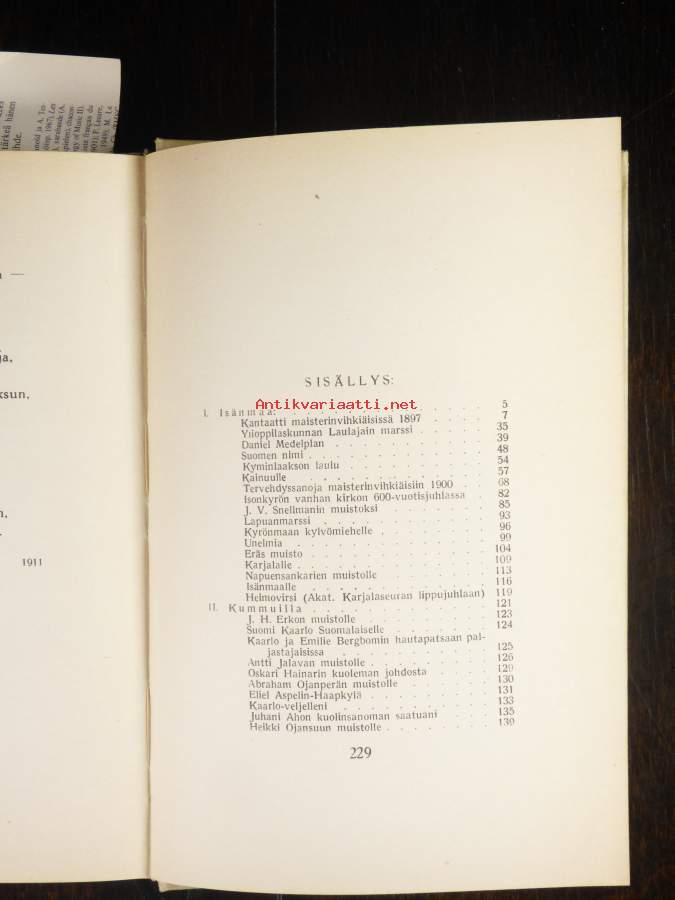 tärkeä hänen
hde.
—
ja,
ksun,
n,
1911
SISÄLLYS:
I. Isänmaa: 5
Kantaatti maisterinvihkiäisissä 1897 7
Ylioppilaskunnan Laulajain marssi 35
Daniel Medelplan 39
Suomen nimi 48
Kyminlaakson laulu 54
Kainuulle 57
Tervehdyssanoja maisterinvihkiäisiin 1900 68
Isonkyrön vanhan kirkon 600-vuotisjuhlassa 82
J. V. Snellmanin muistoksi 85
Lapuanmarssi 93
Kyrönmaan kylvömiehelle 96
Unelmia 99
Eräs muisto 104
Karjalalle 109
Napuensankarien muistolle 113
Isänmaalle 116
Heimovirsi (Akat. Karjalaseuran lippujuhlaan) 119
II. Kummuilla 121
J. H. Erkon muistolle 123
Suomi Kaarlo Suomalaiselle 124
Kaarlo ja Emilie Bergbomin hautapatsaan pal-
jastajaisissa 125
Antti Jalavan muistolle 126
Oskari Hainarin kuoleman johdosta 129
Abraham Ojanperän muistolle 130
Eliel Aspelin-Haapkylä 131
Kaarlo-veljelleni 133
Juhani Ahon kuolinsanoman saatuani 135
Heikki Ojansuun muistolle 139
229
Antikvariaatti.net